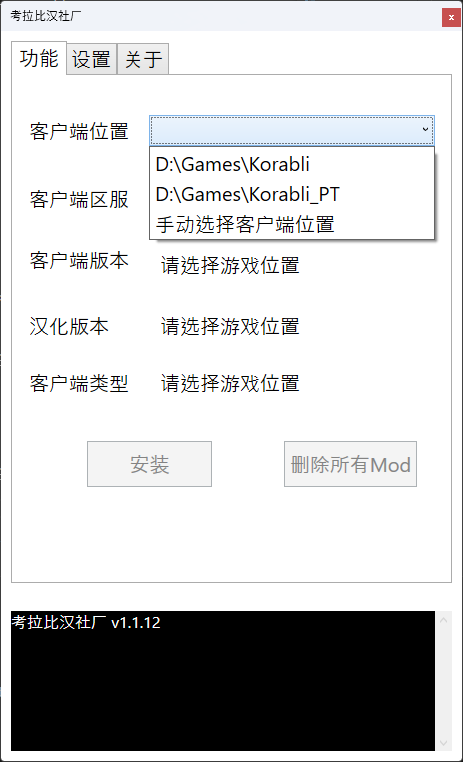 考拉比汉社厂
功能 设置 关于
客户端位置
D:\Games\Korabli
D:\Games\Korabli_PT
手动选择客户端位置
客户端区服
客户端版本 请选择游戏位置
汉化版本 请选择游戏位置
客户端类型 请选择游戏位置
安装 删除所有Mod
考拉比汉社厂 v1.1.12